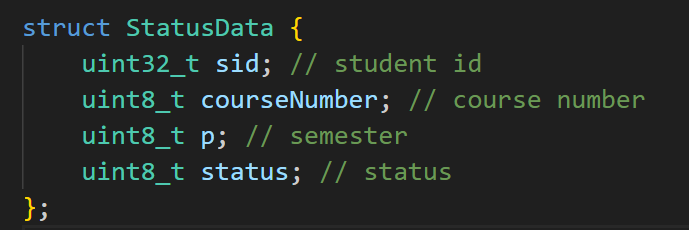 struct StatusData {
    uint32_t sid; // student id
    uint8_t courseNumber; // course number
    uint8_t p; // semester
    uint8_t status; // status
};